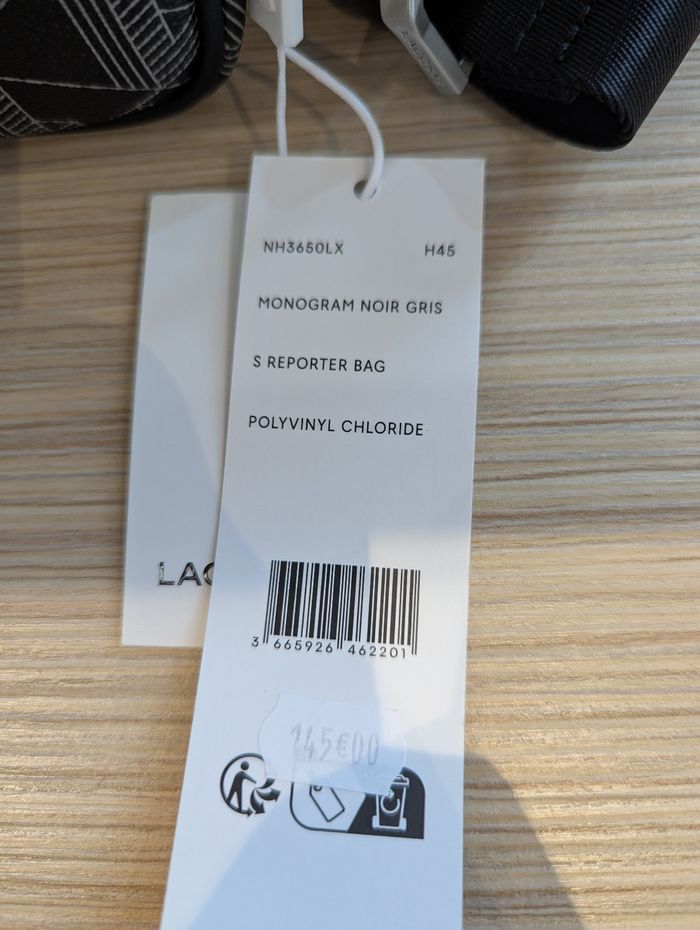 NH3650LX H45
MONOGRAM NOIR GRIS
S REPORTER BAG
POLYVINYL CHLORIDE
LAC
3 665926 462201
145€00